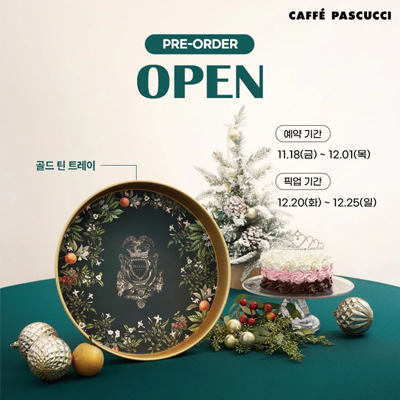 CAFFÉ PASCUCCI
PRE-ORDER
OPEN
예약 기간
11.18(금) ~ 12.01(목)
골드 틴 트레이
픽업 기간
12.20(화) ~ 12.25(일)